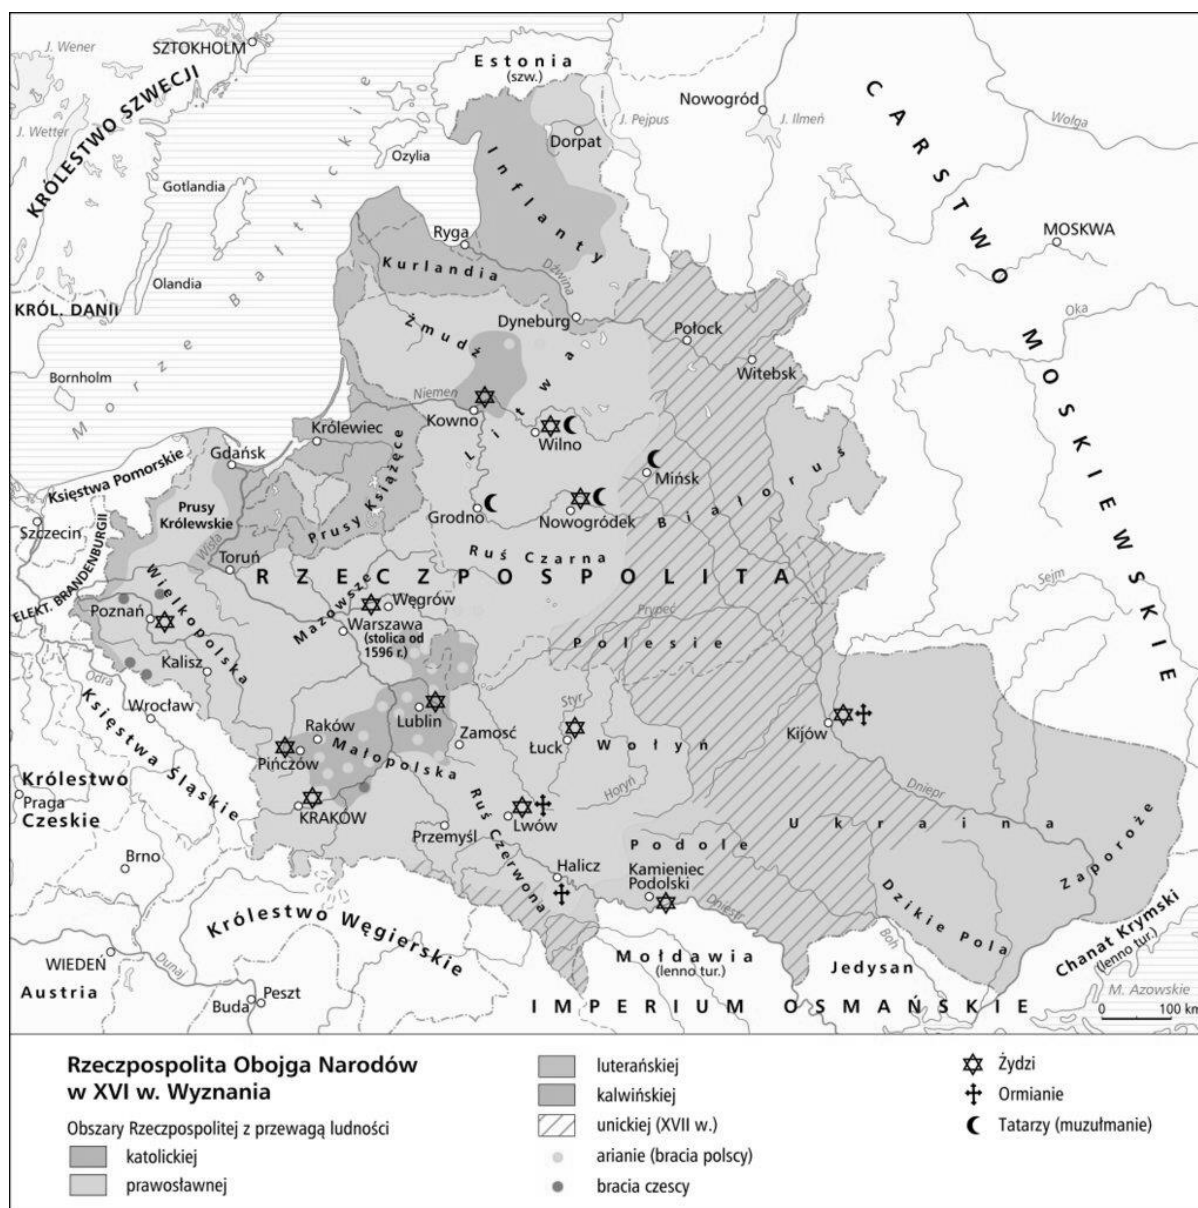 SZTOKHOLM
J. Wener
KRÓLESTWO SZWECJI
J. Wetter
Estonia
(szw.)
Nowogród
J. Pejpus
J. Ilmeń
CARSTWO MOSKIEWSKIE
Wołga
Dorpat
Ozylia
Inflanty
Gotlandia
Morze Bałtyckie
Ryga
MOSKWA
Kurlandia
Dźwina
Olandia
KRÓL. DANII
Oka
Żmudź
Dyneburg
Połock
Witebsk
Bornholm
Litwa
Niemen
Kowno
Wilno
Królewiec
Gdańsk
Księstwa Pomorskie
Mińsk
Białoruś
Prusy
Królewskie
Prusy Książęce
Grodno
Nowogródek
Szczecin
ELEKT. BRANDENBURGII
Wisła
Toruń
Ruś Czarna
RZECZPOSPOLITA
Sejm
Wielkopolska
Mazowsze
Węgrów
Poznań
Warszawa
(stolica od
1596 r.)
Prypeć
Polesie
Kalisz
Odra
Wrocław
Księstwa Śląskie
Styr
Lublin
Raków
Zamość
Łuck
Wołyń
Kijów
Pińczów
Małopolska
Królestwo
Praga
Czeskie
Horyń
Dniepr
KRAKÓW
Lwów
Przemyśl
Ruś Czerwona
Ukraina
Zaporoże
Podole
Brno
Halicz
Kamieniec
Podolski
Dniestr
Dzikie Pola
Królestwo Węgierskie
Chanat Krymski
(lenno tur.)
WIEDEŃ
Dunaj
Mołdawia
(lenno tur.)
Boh
Jedysan
Austria
Buda
Peszt
IMPERIUM OSMAŃSKIE
M. Azowskie
0 100 km
Rzeczpospolita Obojga Narodów
w XVI w. Wyznania
Obszary Rzeczpospolitej z przewagą ludności
katolickiej
prawosławnej
luterańskiej
kalwińskiej
unickiej (XVII w.)
arianie (bracia polscy)
bracia czescy
Żydzi
Ormianie
Tatarzy (muzułmanie)